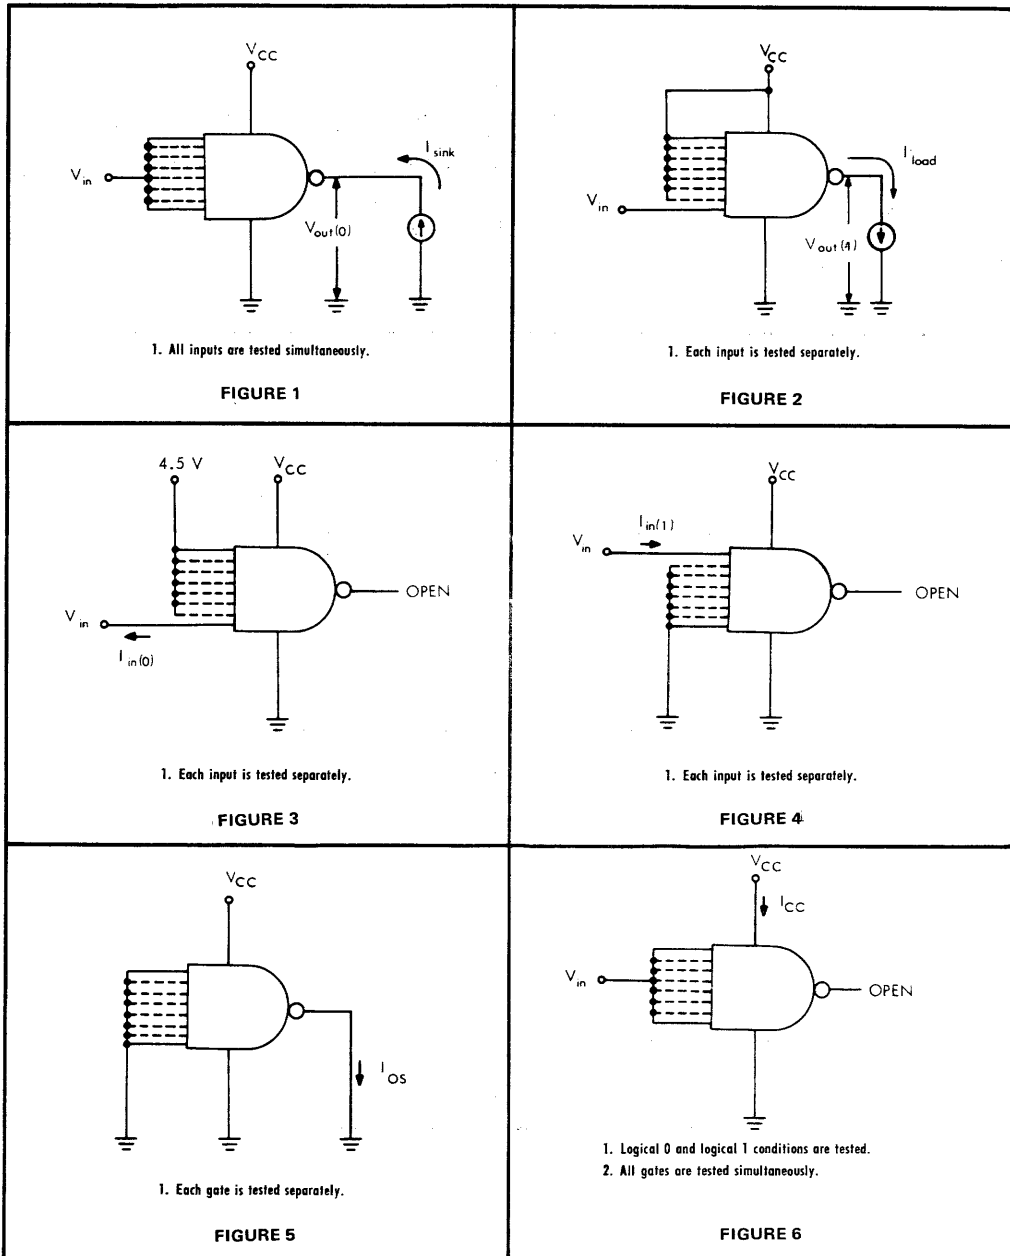 VCC
Isink
Vin
Vout(0)
1. All inputs are tested simultaneously.
FIGURE 1
VCC
Iload
Vin
Vout(1)
1. Each input is tested separately.
FIGURE 2
4.5 V
VCC
OPEN
Vin
Iin(0)
1. Each input is tested separately.
FIGURE 3
VCC
Iin(1)
Vin
OPEN
1. Each input is tested separately.
FIGURE 4
VCC
IOS
1. Each gate is tested separately.
FIGURE 5
VCC
ICC
Vin
OPEN
1. Logical 0 and logical 1 conditions are tested.
2. All gates are tested simultaneously.
FIGURE 6